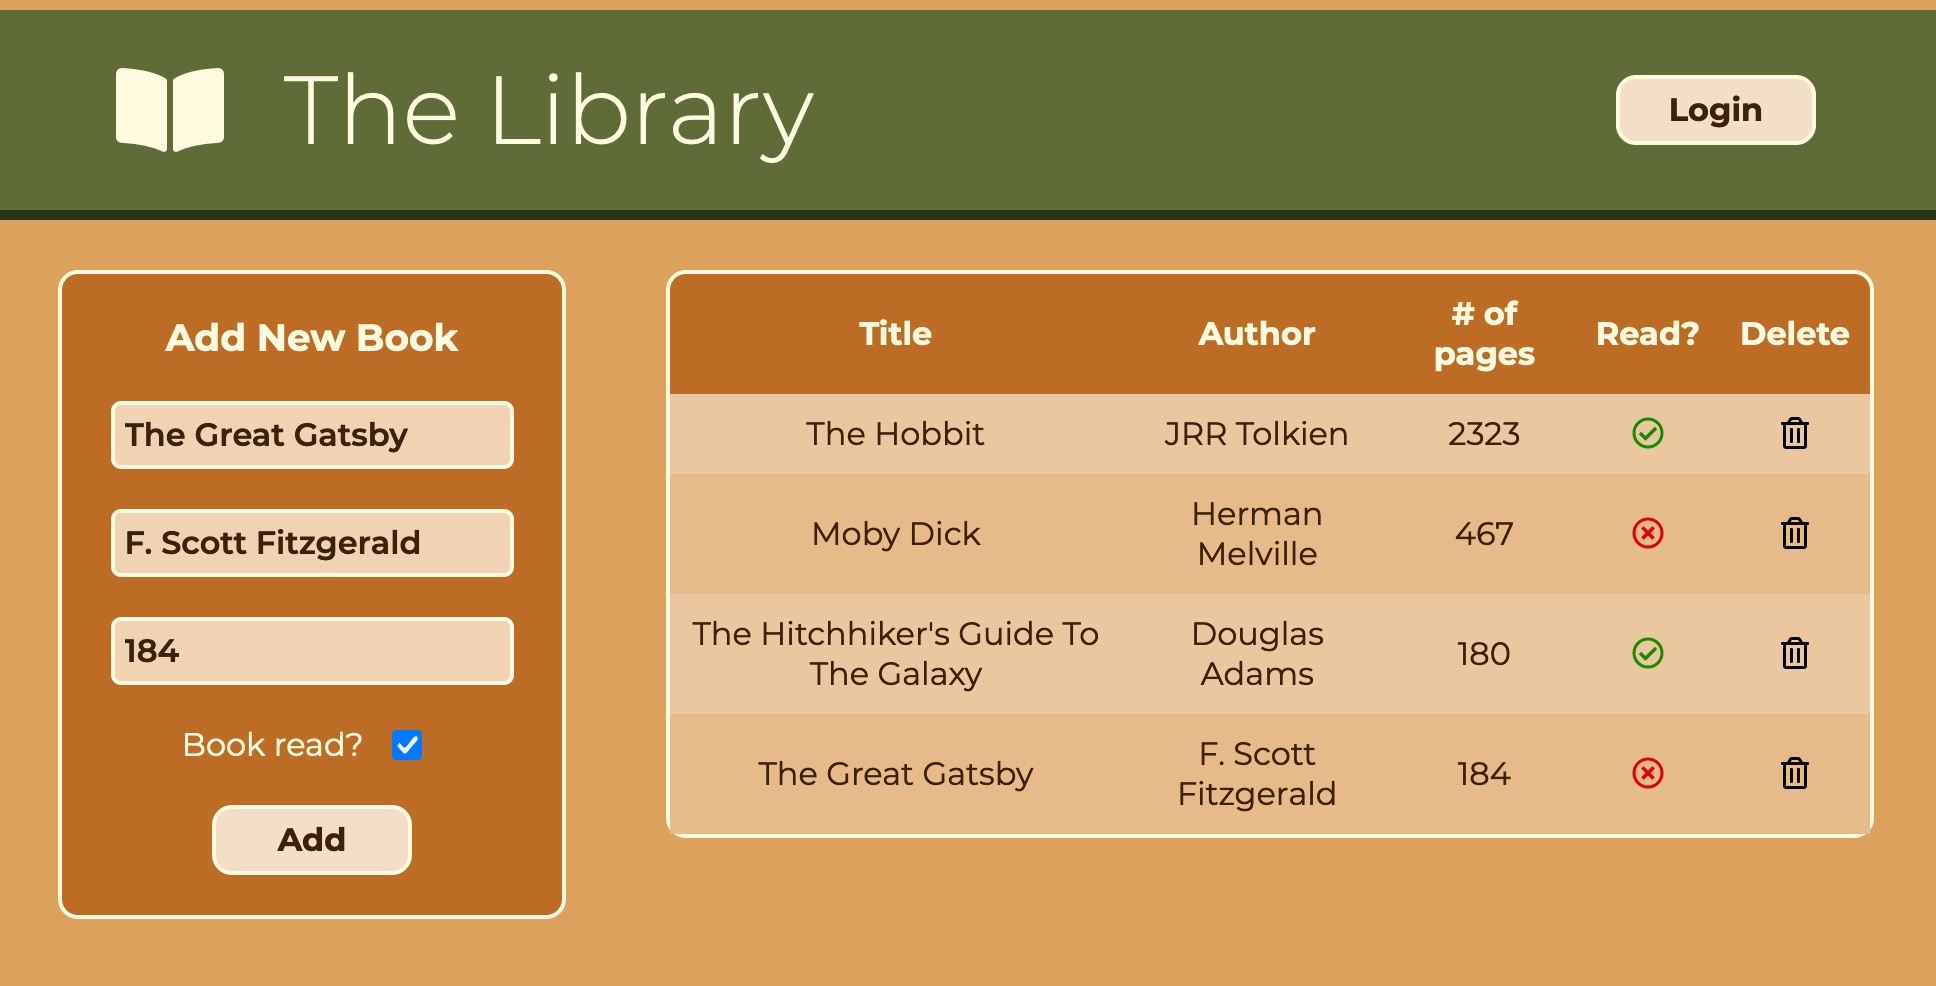 The Library
Login
Add New Book
The Great Gatsby
F. Scott Fitzgerald
184
Book read?
Add
Title Author # of pages Read? Delete
The Hobbit JRR Tolkien 2323
Moby Dick Herman Melville 467
The Hitchhiker's Guide To The Galaxy Douglas Adams 180
The Great Gatsby F. Scott Fitzgerald 184